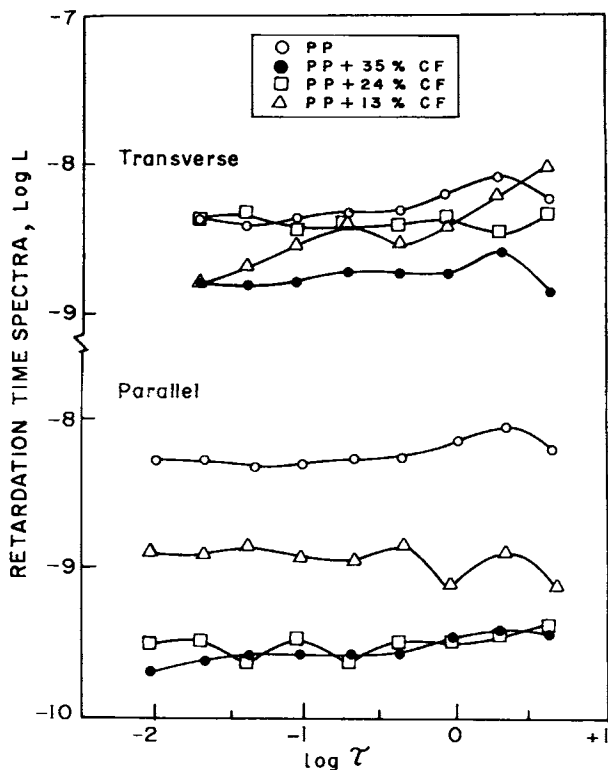 -7
PP
PP+35% CF
PP+24% CF
PP+13% CF
Transverse
-8
-9
Parallel
-8
-9
-10
RETARDATION TIME SPECTRA, LOG L
-2
-1
0
+1
log τ